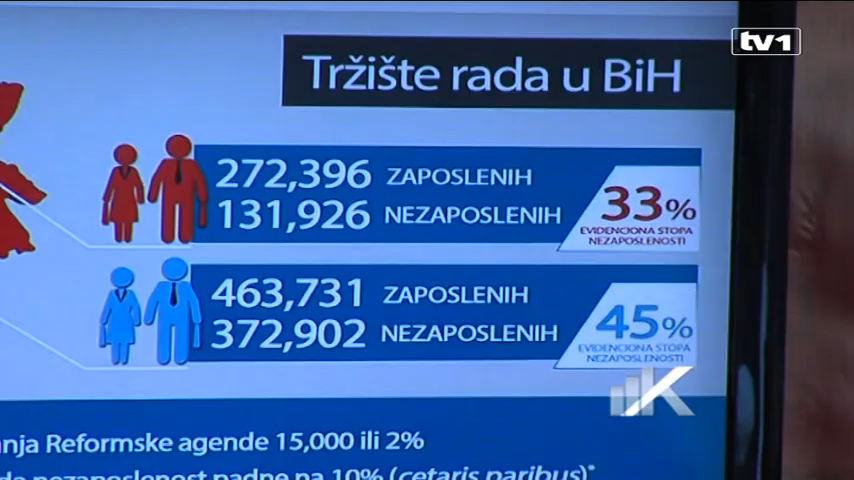 tv1
Tržište rada u BiH
272,396 ZAPOSLENIH
131,926 NEZAPOSLENIH
33%
EVIDENCIONA STOPA
NEZAPOSLENOSTI
463,731 ZAPOSLENIH
372,902 NEZAPOSLENIH
45%
EVIDENCIONA STOPA
NEZAPOSLENOSTI
K
Reformske agende 15,000 ili 2%
nezaposlenost padne na 10% (cetaris paribus)*